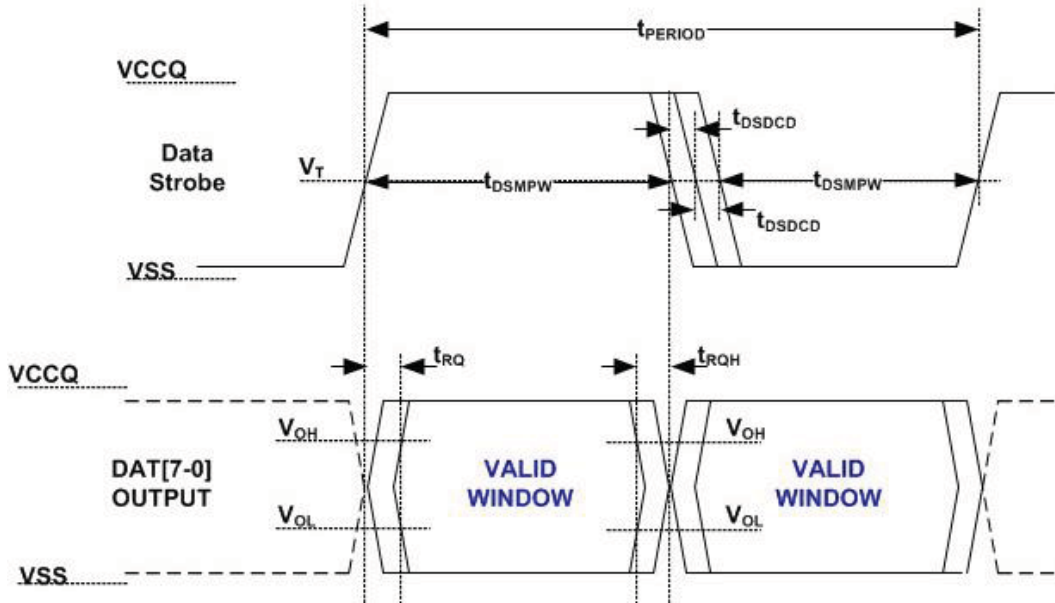 tPERIOD
VCCQ
tDSDCD
Data
Strobe
VT
tDSMPW
tDSMPW
tDSDCD
VSS
tRQ
tRQH
VCCQ
VOH
VOH
DAT[7-0]
OUTPUT
VALID
WINDOW
VALID
WINDOW
VOL
VOL
VSS